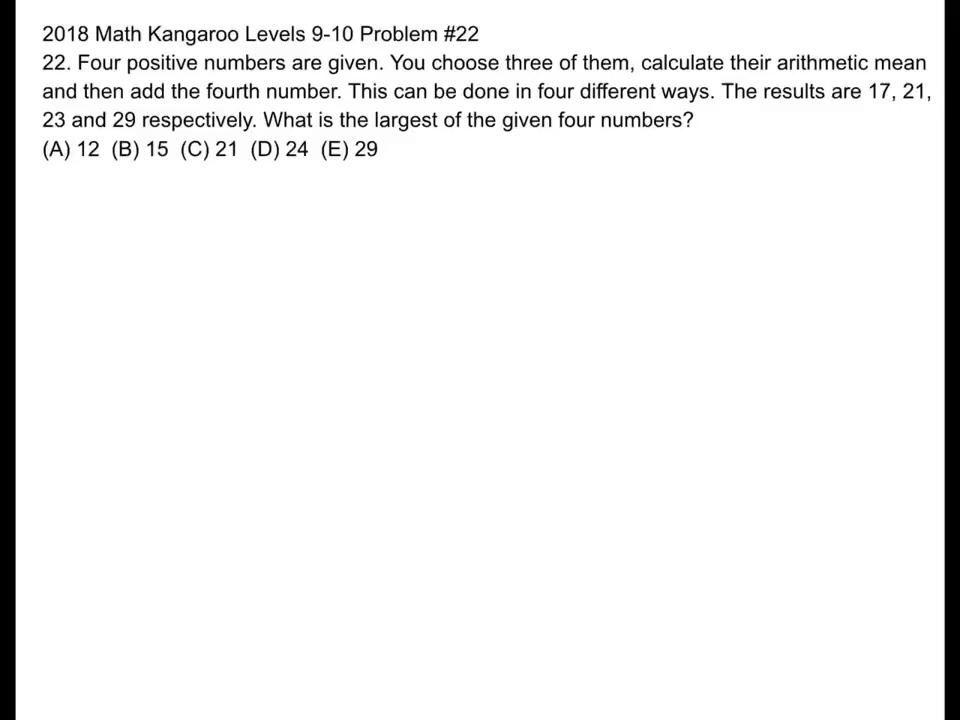 2018 Math Kangaroo Levels 9-10 Problem #22
22. Four positive numbers are given. You choose three of them, calculate their arithmetic mean
and then add the fourth number. This can be done in four different ways. The results are 17, 21,
23 and 29 respectively. What is the largest of the given four numbers?
(A) 12 (B) 15 (C) 21 (D) 24 (E) 29